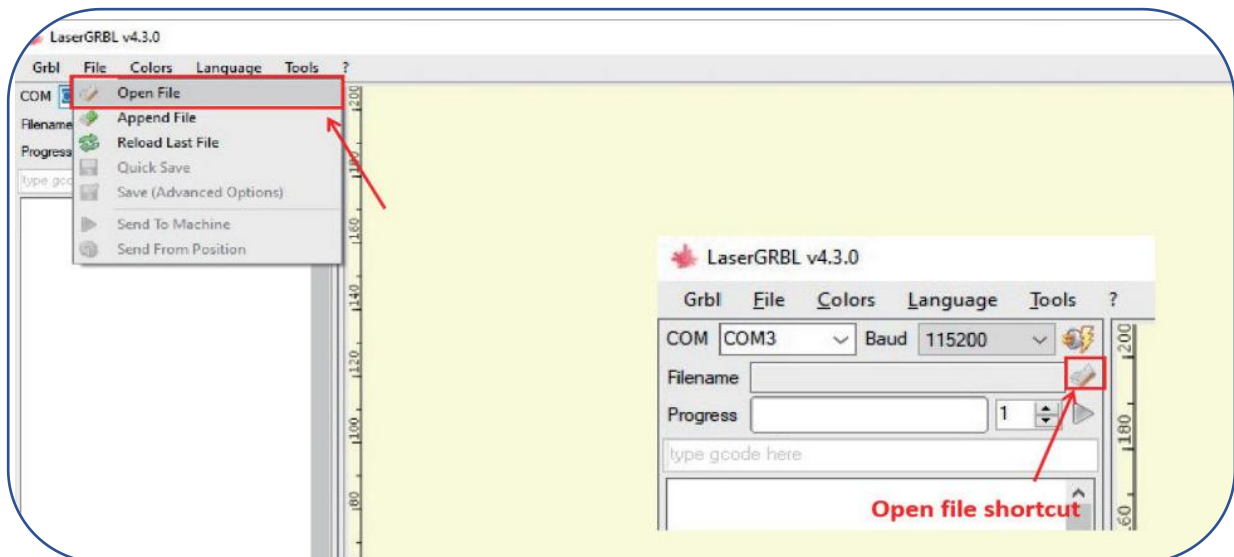 LaserGRBL v4.3.0
Grbl File Colors Language Tools ?
COM
Open File
Filename
Append File
Progress
Reload Last File
Quick Save
Save (Advanced Options)
Send To Machine
Send From Position
200
180
160
140
120
100
80
LaserGRBL v4.3.0
Grbl File Colors Language Tools ?
COM COM3 Baud 115200
Filename
Progress 1
type gcode here
200
180
60
Open file shortcut